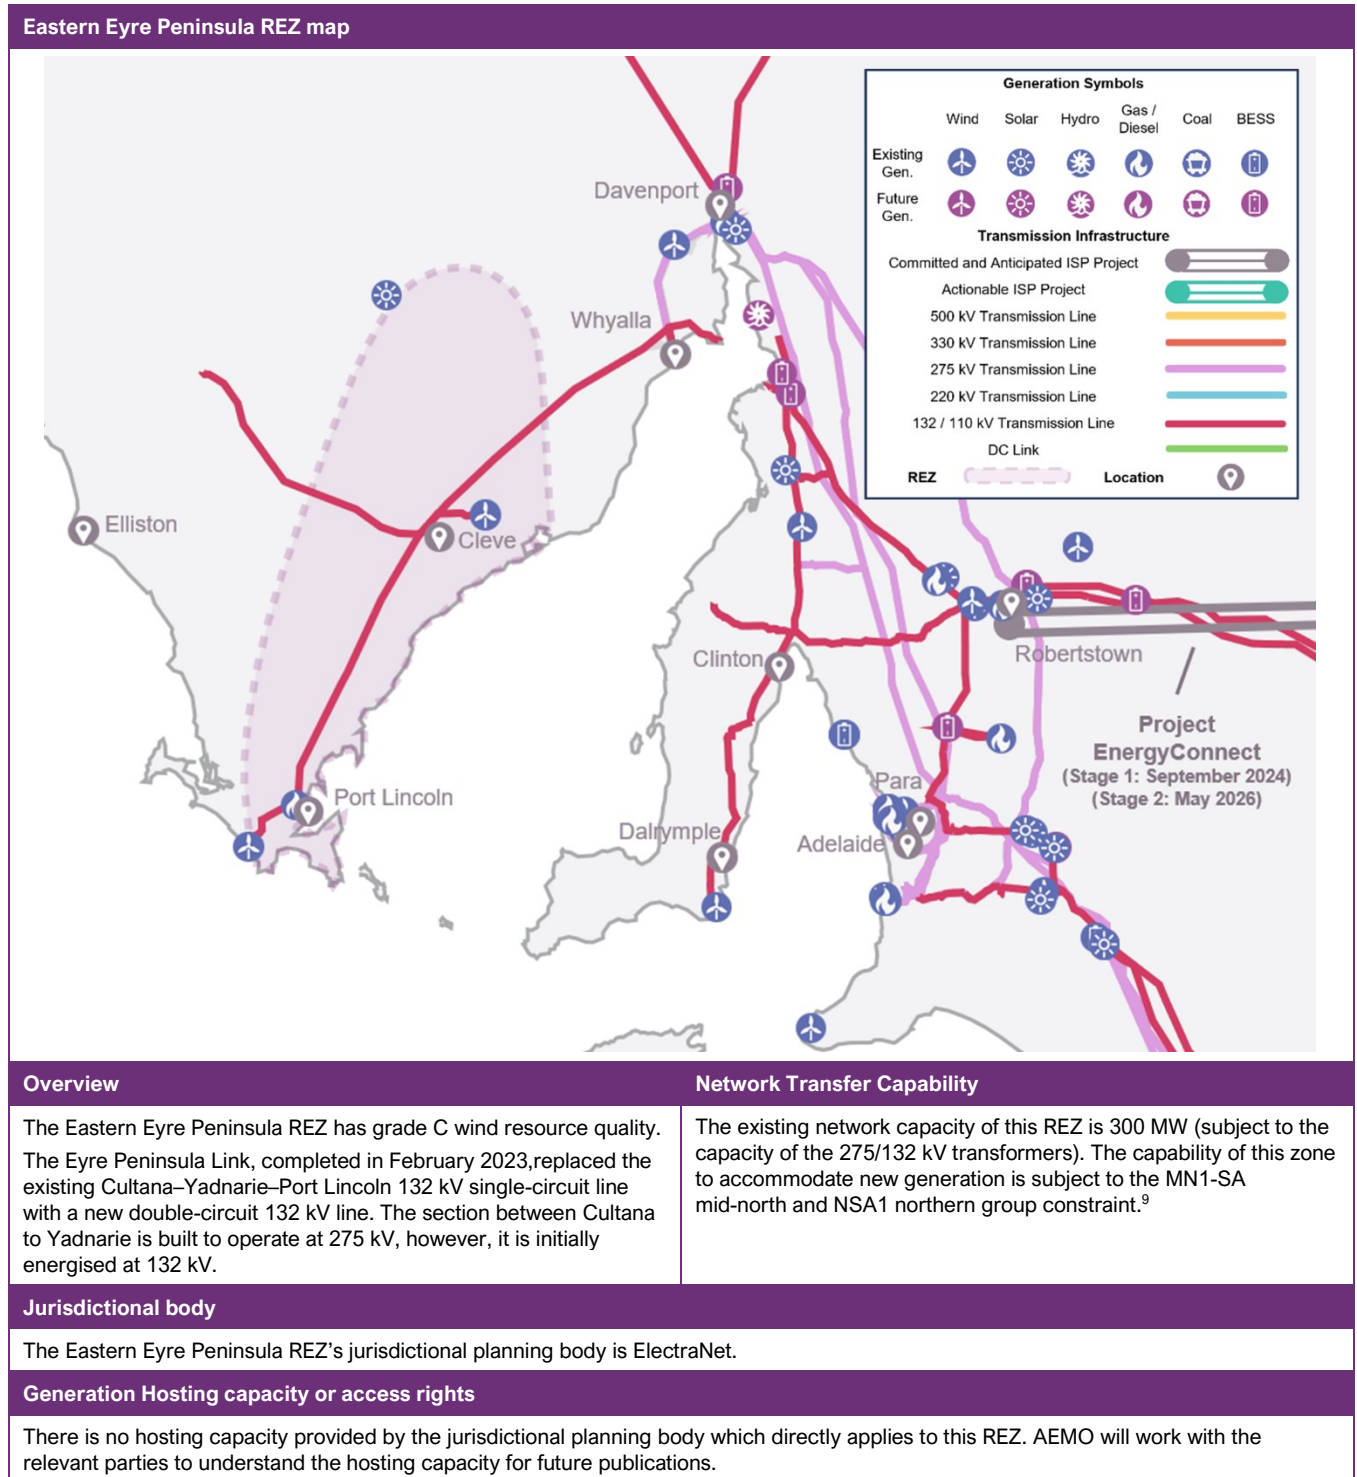 Eastern Eyre Peninsula REZ map
Generation Symbols
Wind Solar Hydro Gas / Diesel Coal BESS
Existing Gen.
Future Gen.
Transmission Infrastructure
Committed and Anticipated ISP Project
Actionable ISP Project
500 kV Transmission Line
330 kV Transmission Line
275 kV Transmission Line
220 kV Transmission Line
132 / 110 kV Transmission Line
DC Link
REZ Location
Davenport
Whyalla
Elliston
Cleve
Clinton
Robertstown
Project
EnergyConnect
(Stage 1: September 2024)
(Stage 2: May 2026)
Port Lincoln
Para
Dalrymple
Adelaide
Overview
The Eastern Eyre Peninsula REZ has grade C wind resource quality.
The Eyre Peninsula Link, completed in February 2023,replaced the
existing Cultana–Yadnarie–Port Lincoln 132 kV single-circuit line
with a new double-circuit 132 kV line. The section between Cultana
to Yadnarie is built to operate at 275 kV, however, it is initially
energised at 132 kV.
Network Transfer Capability
The existing network capacity of this REZ is 300 MW (subject to the
capacity of the 275/132 kV transformers). The capability of this zone
to accommodate new generation is subject to the MN1-SA
mid-north and NSA1 northern group constraint.9
Jurisdictional body
The Eastern Eyre Peninsula REZ’s jurisdictional planning body is ElectraNet.
Generation Hosting capacity or access rights
There is no hosting capacity provided by the jurisdictional planning body which directly applies to this REZ. AEMO will work with the
relevant parties to understand the hosting capacity for future publications.